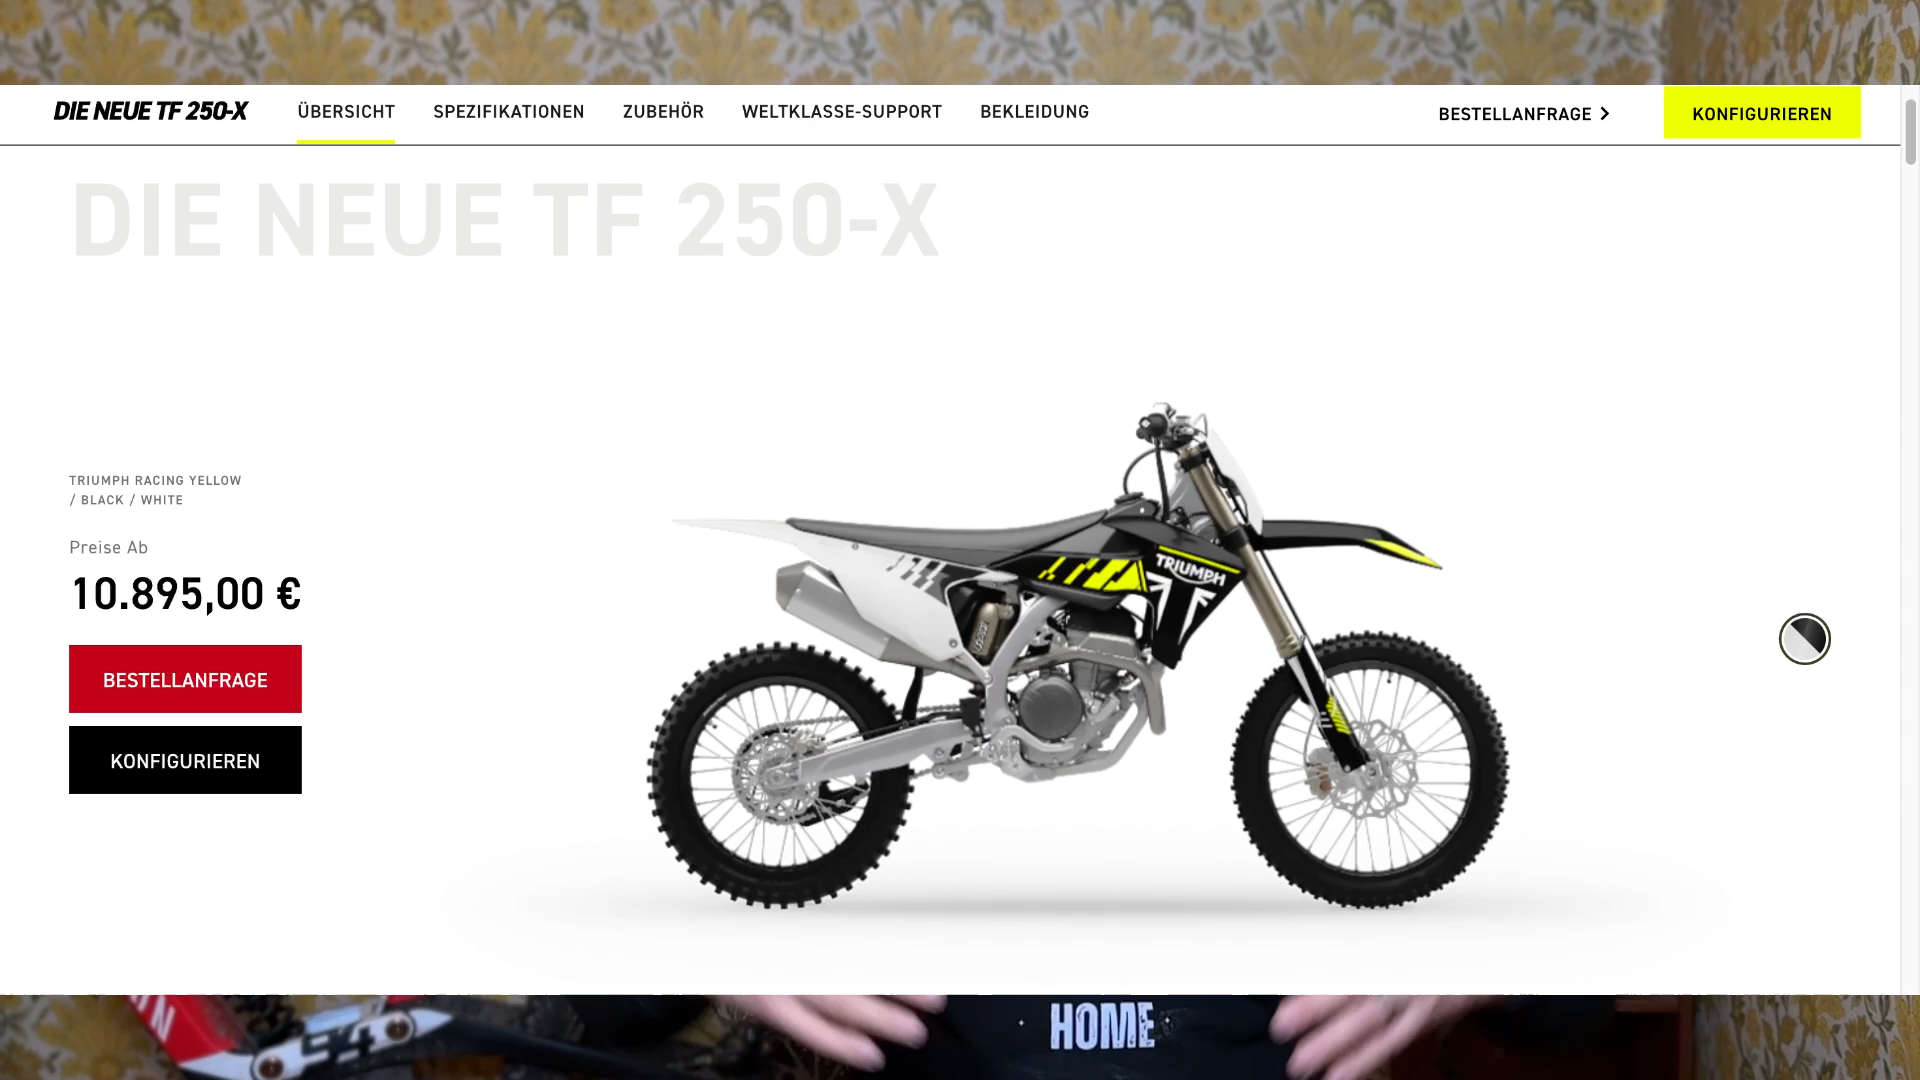 DIE NEUE TF 250-X
ÜBERSICHT
SPEZIFIKATIONEN
ZUBEHÖR
WELTKLASSE-SUPPORT
BEKLEIDUNG
BESTELLANFRAGE
KONFIGURIEREN
DIE NEUE TF 250-X
TRIUMPH RACING YELLOW
/ BLACK / WHITE
Preise Ab
10.895,00 €
BESTELLANFRAGE
KONFIGURIEREN
TRIUMPH
94
HOME